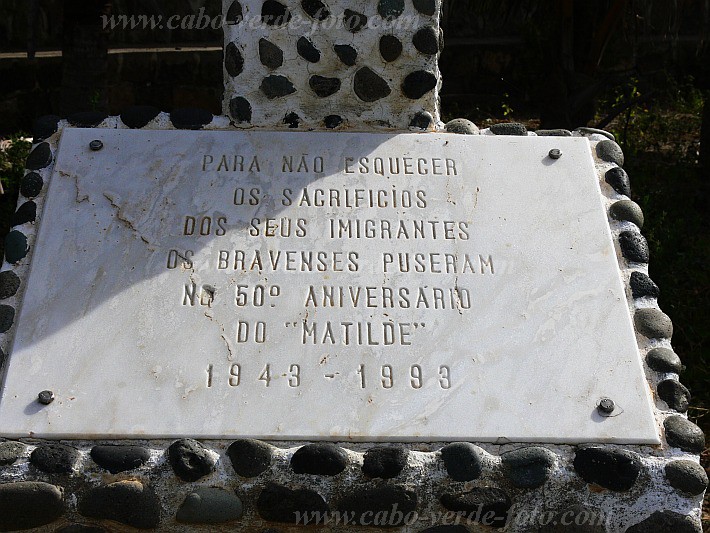 www.cabo-verde-foto.com
PARA NÃO ESQUECER
OS SACRIFICIOS
DOS SEUS IMIGRANTES
OS BRAVENSES PUSERAM
NO 50º ANIVERSÁRIO
DO "MATILDE"
1943 - 1993
www.cabo-verde-foto.com